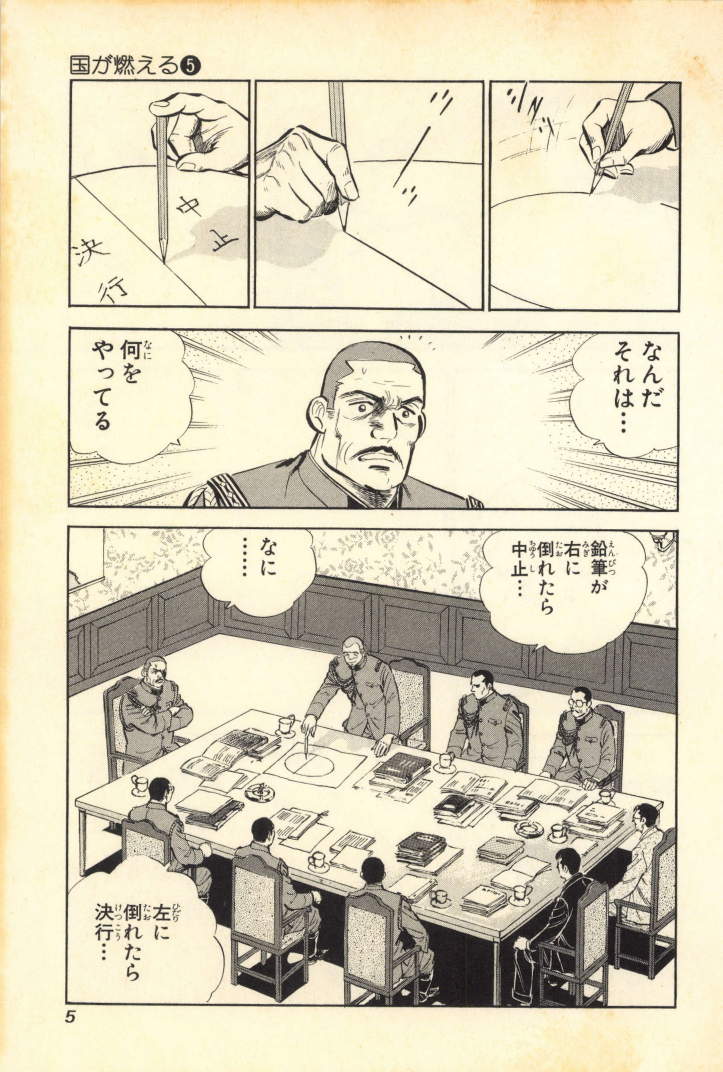 国が燃える❺
中止
決行
なんだ
それは…
何を
やってる
鉛筆が
右に
倒れたら
中止…
なに
……
左に
倒れたら
決行…
5